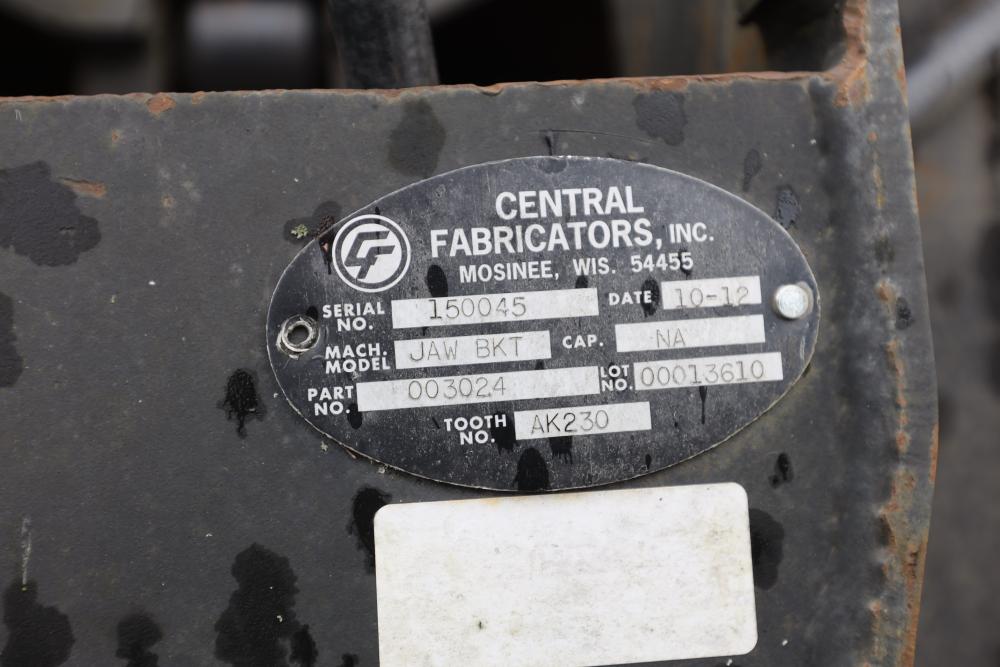 CENTRAL
FABRICATORS, INC.
MOSINEE, WIS. 54455
CF
SERIAL NO. 150045 DATE 10-12
MACH. MODEL JAW BKT CAP. NA
PART NO. 003024 LOT NO. 00013610
TOOTH NO. AK230